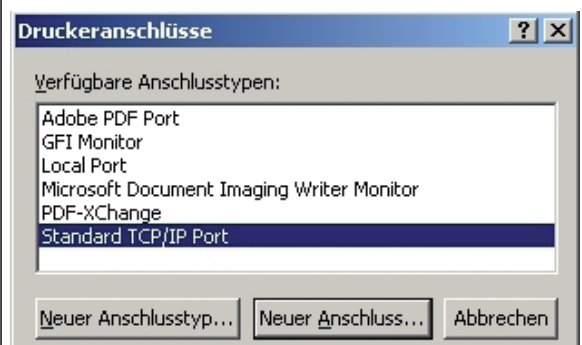 Druckeranschlüsse
Verfügbare Anschlusstypen:
Adobe PDF Port
GFI Monitor
Local Port
Microsoft Document Imaging Writer Monitor
PDF-XChange
Standard TCP/IP Port
Neuer Anschlusstyp... Neuer Anschluss... Abbrechen